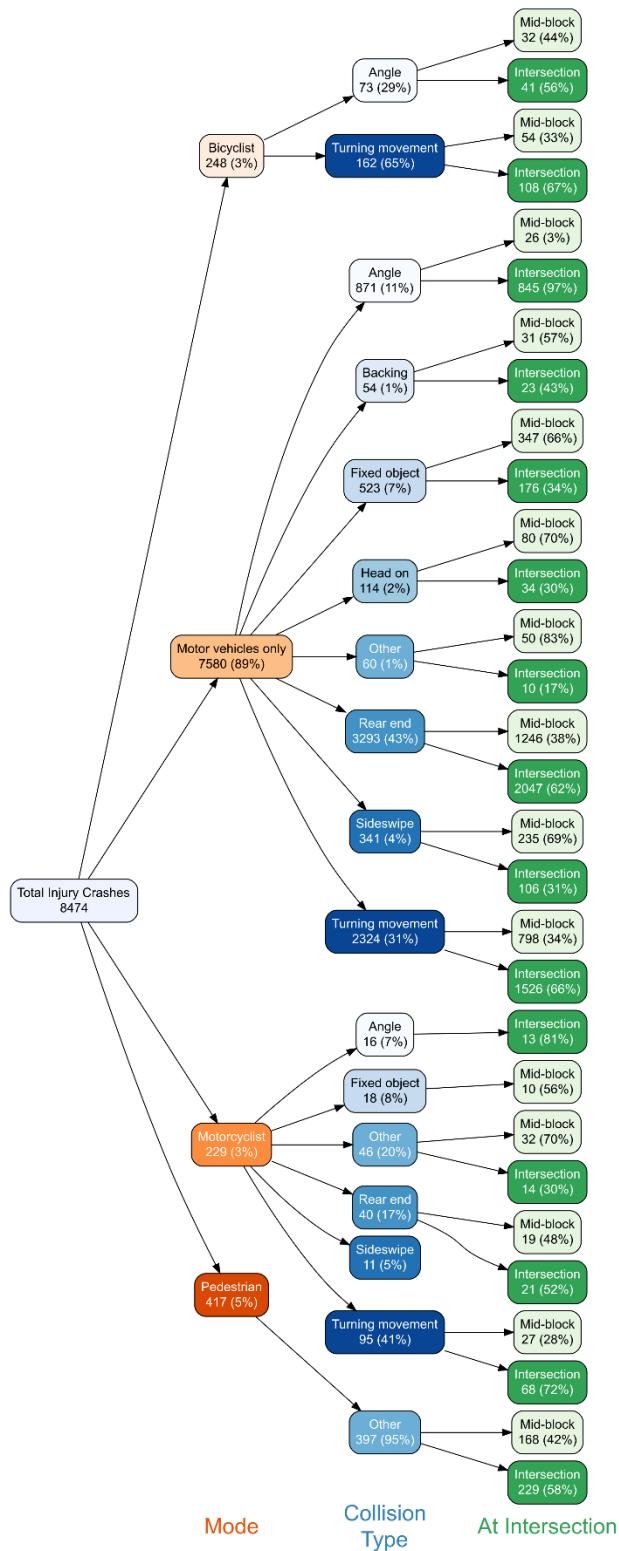 Mid-block
32 (44%)
Angle
73 (29%)
Intersection
41 (56%)
Mid-block
54 (33%)
Bicyclist
248 (3%)
Turning movement
162 (65%)
Intersection
108 (67%)
Mid-block
26 (3%)
Angle
871 (11%)
Intersection
845 (97%)
Mid-block
31 (57%)
Backing
54 (1%)
Intersection
23 (43%)
Mid-block
347 (66%)
Fixed object
523 (7%)
Intersection
176 (34%)
Mid-block
80 (70%)
Head on
114 (2%)
Intersection
34 (30%)
Mid-block
50 (83%)
Motor vehicles only
7580 (89%)
Other
60 (1%)
Intersection
10 (17%)
Rear end
3293 (43%)
Mid-block
1246 (38%)
Intersection
2047 (62%)
Sideswipe
341 (4%)
Mid-block
235 (69%)
Intersection
106 (31%)
Total Injury Crashes
8474
Turning movement
2324 (31%)
Mid-block
798 (34%)
Intersection
1526 (66%)
Angle
16 (7%)
Intersection
13 (81%)
Fixed object
18 (8%)
Mid-block
10 (56%)
Motorcyclist
229 (3%)
Other
46 (20%)
Mid-block
32 (70%)
Intersection
14 (30%)
Rear end
40 (17%)
Mid-block
19 (48%)
Sideswipe
11 (5%)
Intersection
21 (52%)
Pedestrian
417 (5%)
Turning movement
95 (41%)
Mid-block
27 (28%)
Intersection
68 (72%)
Other
397 (95%)
Mid-block
168 (42%)
Intersection
229 (58%)
Mode
Collision
Type
At Intersection